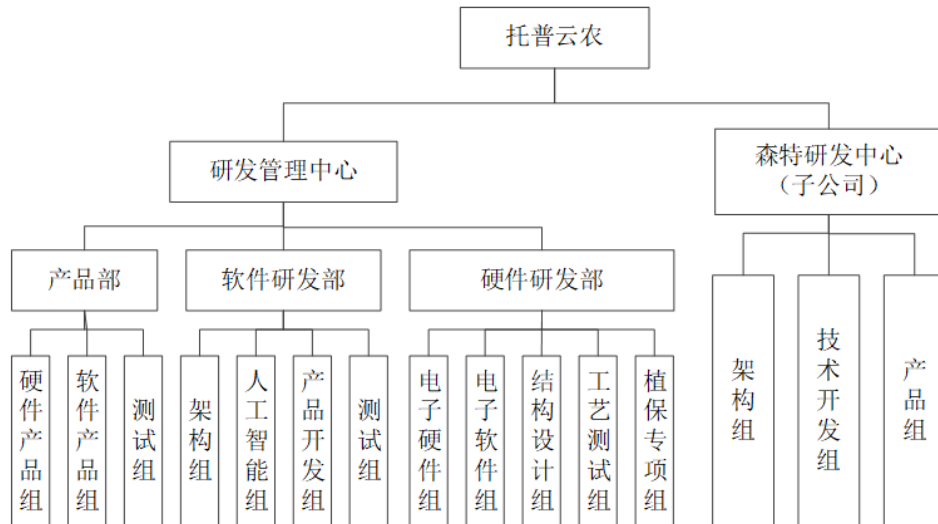 托普云农
研发管理中心
森特研发中心
（子公司）
产品部
软件研发部
硬件研发部
硬件产品组
软件产品组
测试组
架构组
人工智能组
产品开发组
测试组
电子硬件组
电子软件组
结构设计组
工艺测试组
植保专项组
架构组
技术开发组
产品组